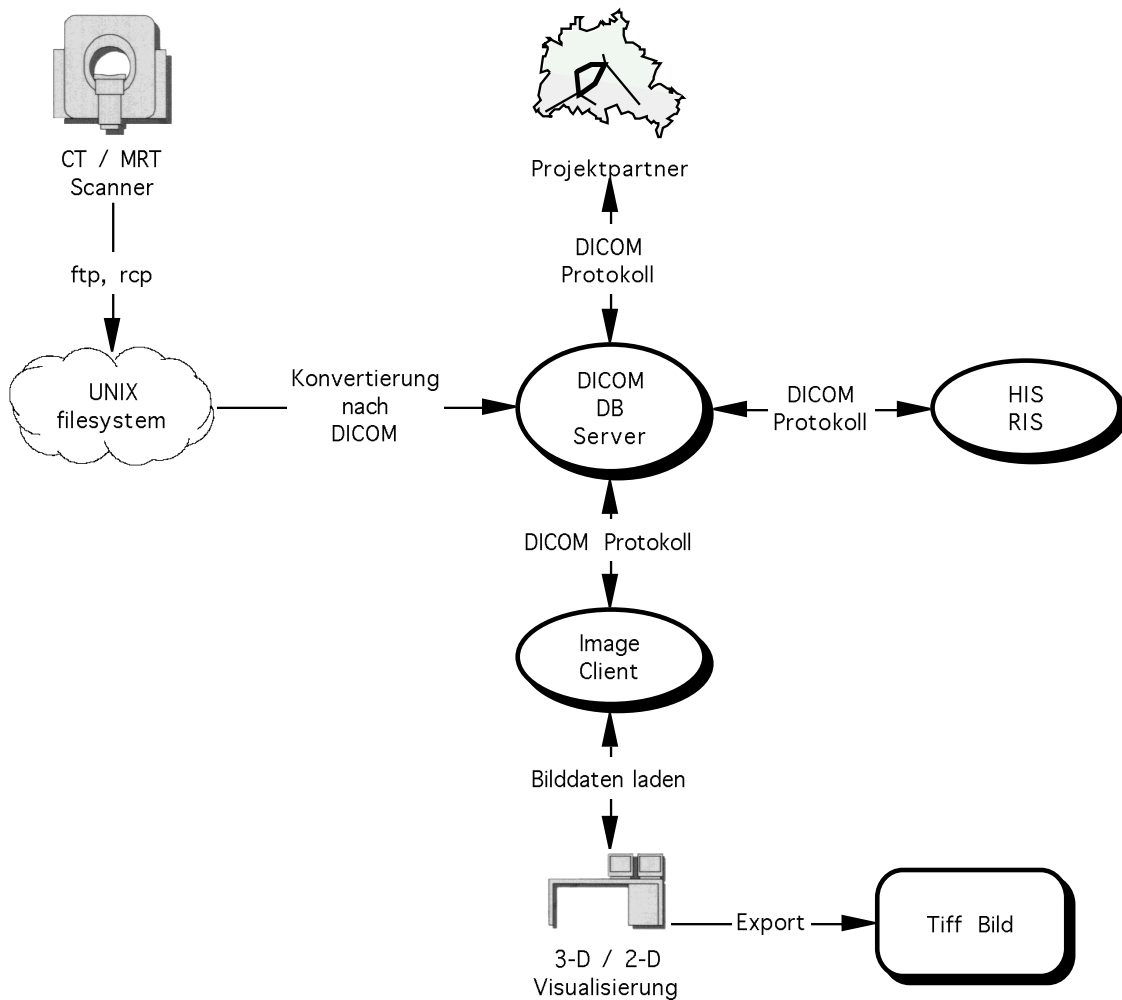 CT / MRT
Scanner
Projektpartner
ftp, rcp
DICOM
Protokoll
UNIX
filesystem
Konvertierung
nach
DICOM
DICOM
DB
Server
DICOM
Protokoll
HIS
RIS
DICOM Protokoll
Image
Client
Bilddaten laden
3-D / 2-D
Visualisierung
Export
Tiff Bild